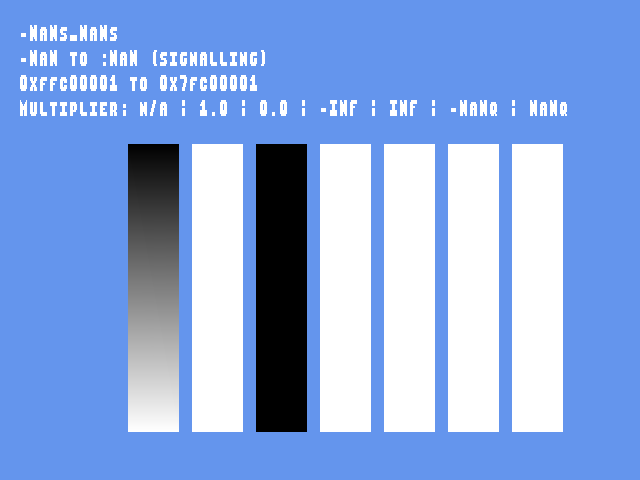 -NaNs_NaNs
-NaN to :NaN (signalling)
0xffc00001 to 0x7fc00001
Multiplier: n/a | 1.0 | 0.0 | -INF | INF | -NaNq | NaNq